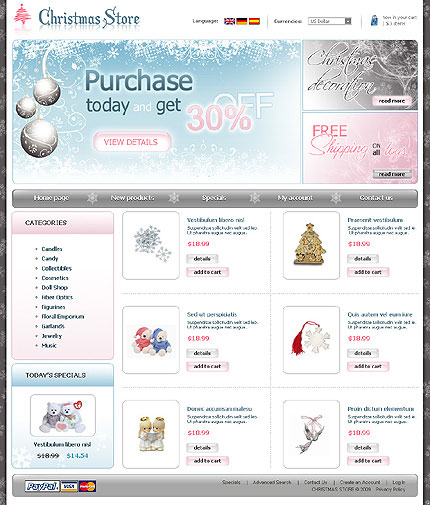 Christmas Store
Language:
Currencies:
US Dollar
now in your cart
Purchase
today and get
30% OFF
VIEW DETAILS
Christmas
decoration
read more
FREE
Shipping on all
read more
Home page
New products
Specials
My account
Contact us
CATEGORIES
Candles
Candy
Collectibles
Cosmetics
Doll Shop
Fiber Optics
Figurines
Floral Emporium
Garlands
Jewelry
Music
TODAY'S SPECIALS
Vestibulum libero nisl
$18.99 $14.54
Vestibulum libero nisl
Suspendisse sollicitudin velit sed leo.
Ut pharetra augue nec augue.
$18.99
details
add to cart
Praesent vestibulum
Suspendisse sollicitudin velit sed leo.
Ut pharetra augue nec augue.
$18.99
details
add to cart
Sed ut perspiciatis
Suspendisse sollicitudin velit sed leo.
Ut pharetra augue nec augue.
$18.99
details
add to cart
Quis autem vel eum iure
Suspendisse sollicitudin velit sed leo.
Ut pharetra augue nec augue.
$18.99
details
add to cart
Donec accumsan malesu
Suspendisse sollicitudin velit sed leo.
Ut pharetra augue nec augue.
$18.99
details
add to cart
Proin dictum elementum
Suspendisse sollicitudin velit sed leo.
Ut pharetra augue nec augue.
$18.99
details
add to cart
PayPal VISA MasterCard
Specials | Advanced Search | Contact Us | Create an Account | Log In
CHRISTMAS STORE © 2009 Privacy Policy